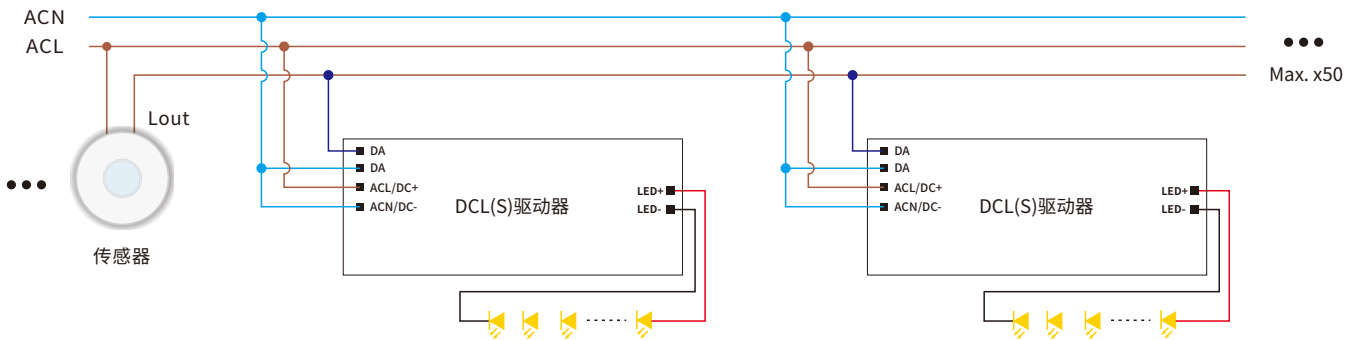 ACN
ACL
Max. x50
Lout
传感器
DA
DA
ACL/DC+
ACN/DC-
DCL(S)驱动器
LED+
LED-
DA
DA
ACL/DC+
ACN/DC-
DCL(S)驱动器
LED+
LED-